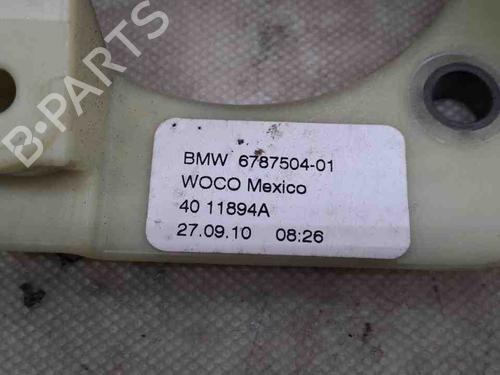 B-PARTS
BMW 6787504-01
WOCO Mexico
40 11894A
27.09.10 08:26